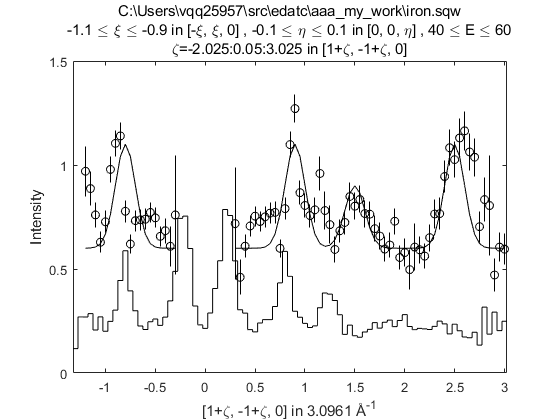 C:\Users\vqq25957\src\edatc\aaa_my_work\iron.sqw
-1.1 ≤ ξ ≤ -0.9 in [-ξ, ξ, 0] , -0.1 ≤ η ≤ 0.1 in [0, 0, η] , 40 ≤ E ≤ 60
ζ=-2.025:0.05:3.025 in [1+ζ, -1+ζ, 0]
1.5
1
0.5
0
Intensity
-1 -0.5 0 0.5 1 1.5 2 2.5 3
[1+ζ, -1+ζ, 0] in 3.0961 Å-1